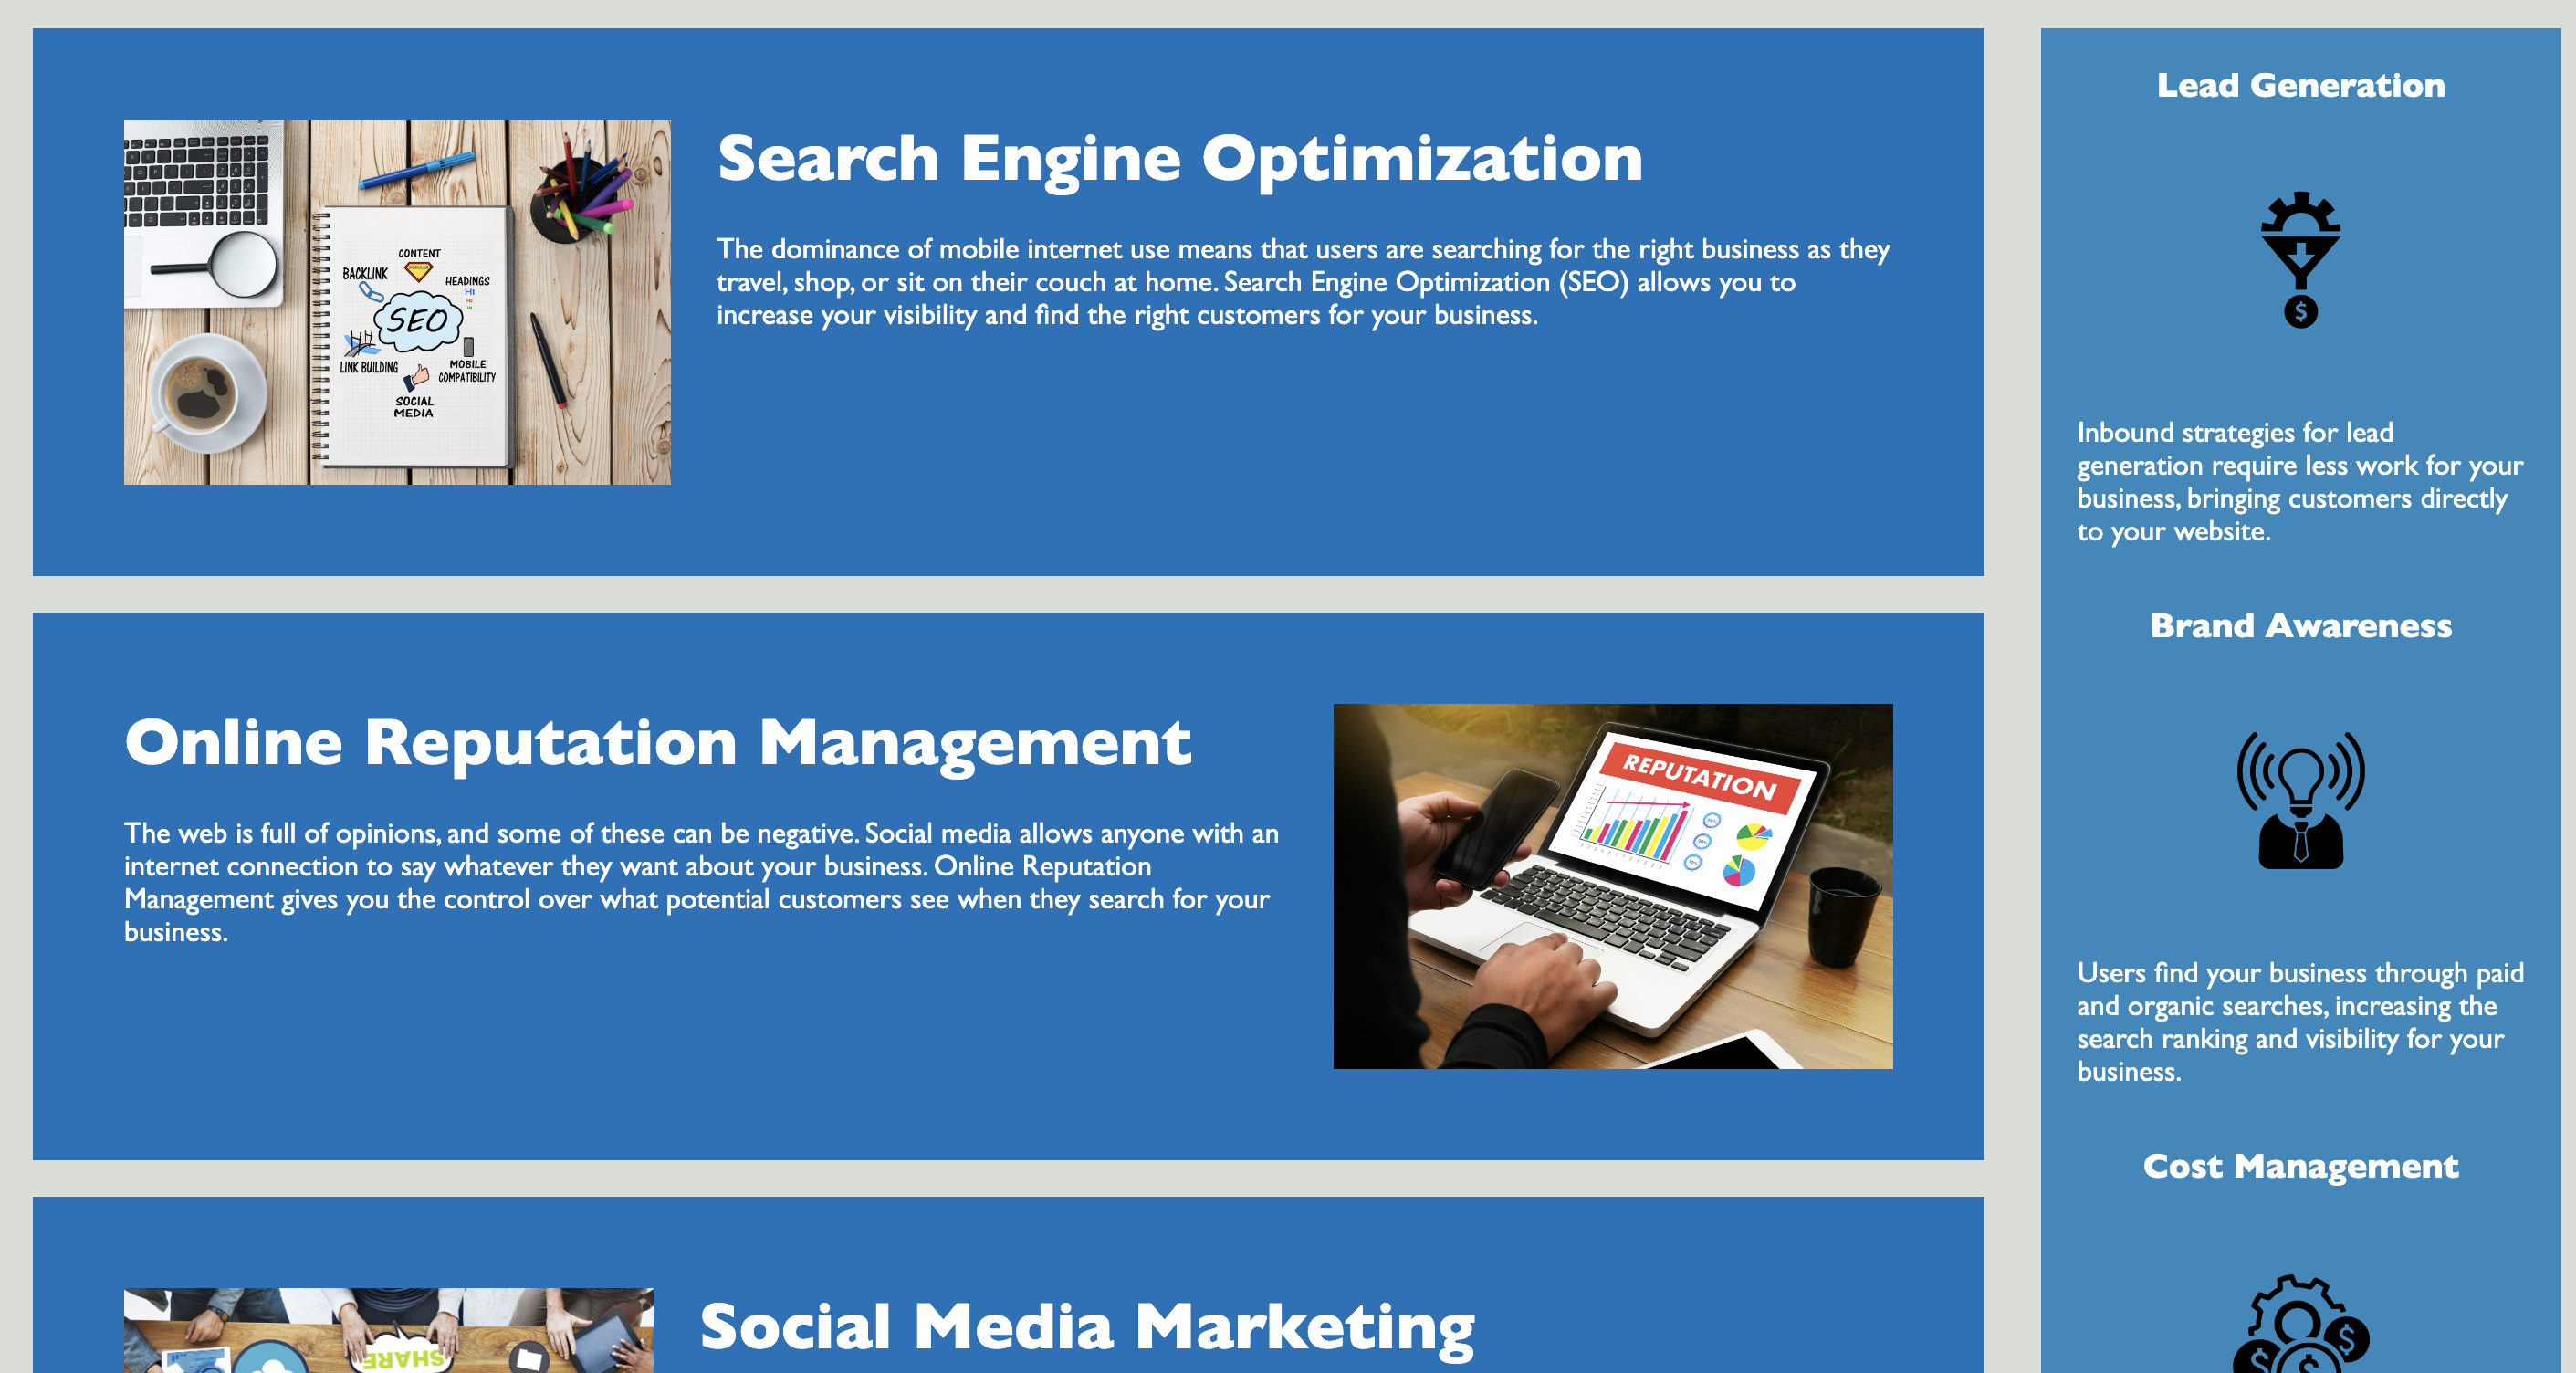 Search Engine Optimization
The dominance of mobile internet use means that users are searching for the right business as they
travel, shop, or sit on their couch at home. Search Engine Optimization (SEO) allows you to
increase your visibility and find the right customers for your business.
CONTENT
BACKLINK
HEADINGS
H1
SEO
LINK BUILDING
MOBILE
COMPATIBILITY
SOCIAL
MEDIA
Online Reputation Management
The web is full of opinions, and some of these can be negative. Social media allows anyone with an
internet connection to say whatever they want about your business. Online Reputation
Management gives you the control over what potential customers see when they search for your
business.
REPUTATION
Social Media Marketing
SHARE
Lead Generation
$
Inbound strategies for lead
generation require less work for your
business, bringing customers directly
to your website.
Brand Awareness
Users find your business through paid
and organic searches, increasing the
search ranking and visibility for your
business.
Cost Management
$
$
$